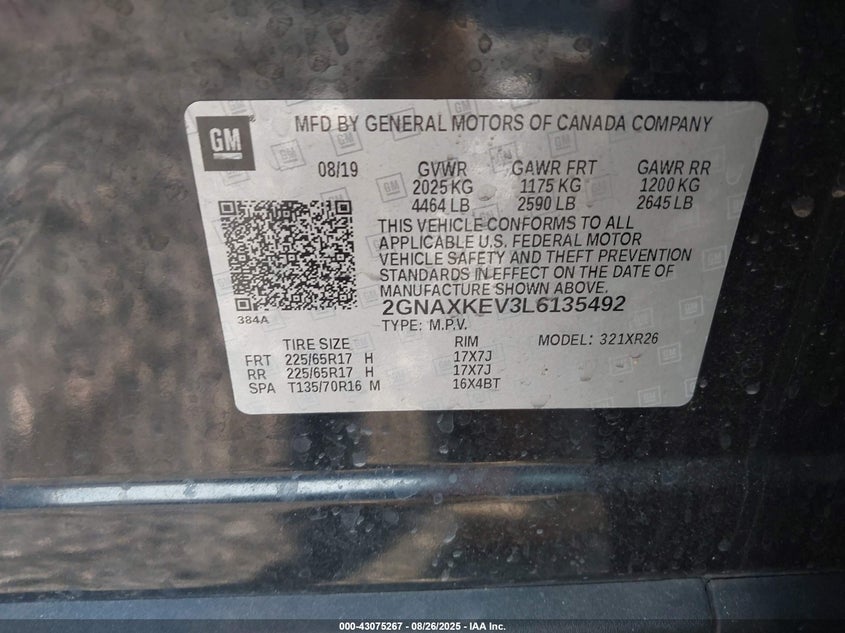 GM
MFD BY GENERAL MOTORS OF CANADA COMPANY
08/19 GVWR GAWR FRT GAWR RR
2025 KG 1175 KG 1200 KG
4464 LB 2590 LB 2645 LB
THIS VEHICLE CONFORMS TO ALL
APPLICABLE U.S. FEDERAL MOTOR
VEHICLE SAFETY AND THEFT PREVENTION
STANDARDS IN EFFECT ON THE DATE OF
MANUFACTURE SHOWN ABOVE.
384A
2GNAXKEV3L6135492
TYPE: M.P.V.
TIRE SIZE RIM MODEL: 321XR26
FRT 225/65R17 H 17X7J
RR 225/65R17 H 17X7J
SPA T135/70R16 M 16X4BT
000-43075267 - 08/26/2025 - IAA Inc.